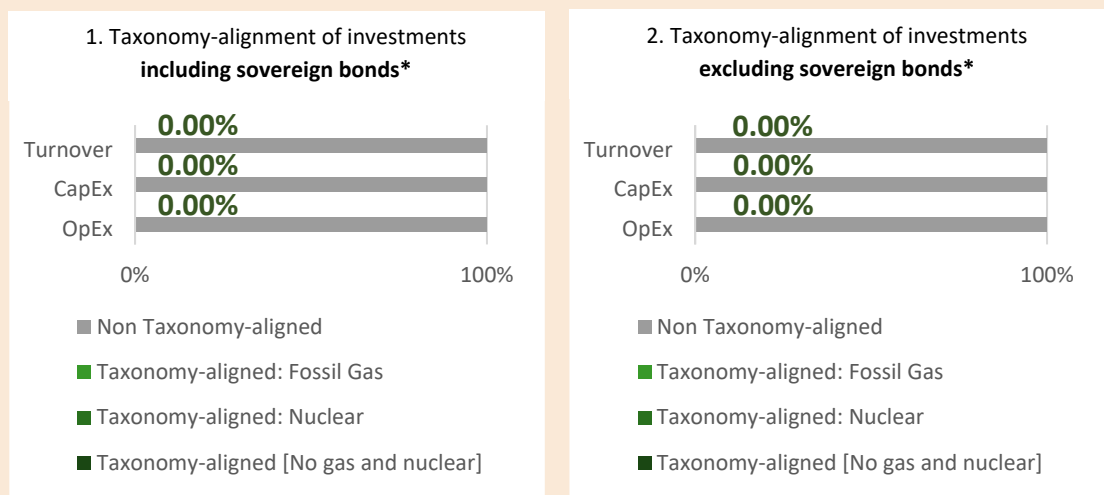 1. Taxonomy-alignment of investments
including sovereign bonds*
0.00%
Turnover
0.00%
CapEx
0.00%
OpEx
0%
100%
Non Taxonomy-aligned
Taxonomy-aligned: Fossil Gas
Taxonomy-aligned: Nuclear
Taxonomy-aligned [No gas and nuclear]
2. Taxonomy-alignment of investments
excluding sovereign bonds*
0.00%
Turnover
0.00%
CapEx
0.00%
OpEx
0%
100%
Non Taxonomy-aligned
Taxonomy-aligned: Fossil Gas
Taxonomy-aligned: Nuclear
Taxonomy-aligned [No gas and nuclear]